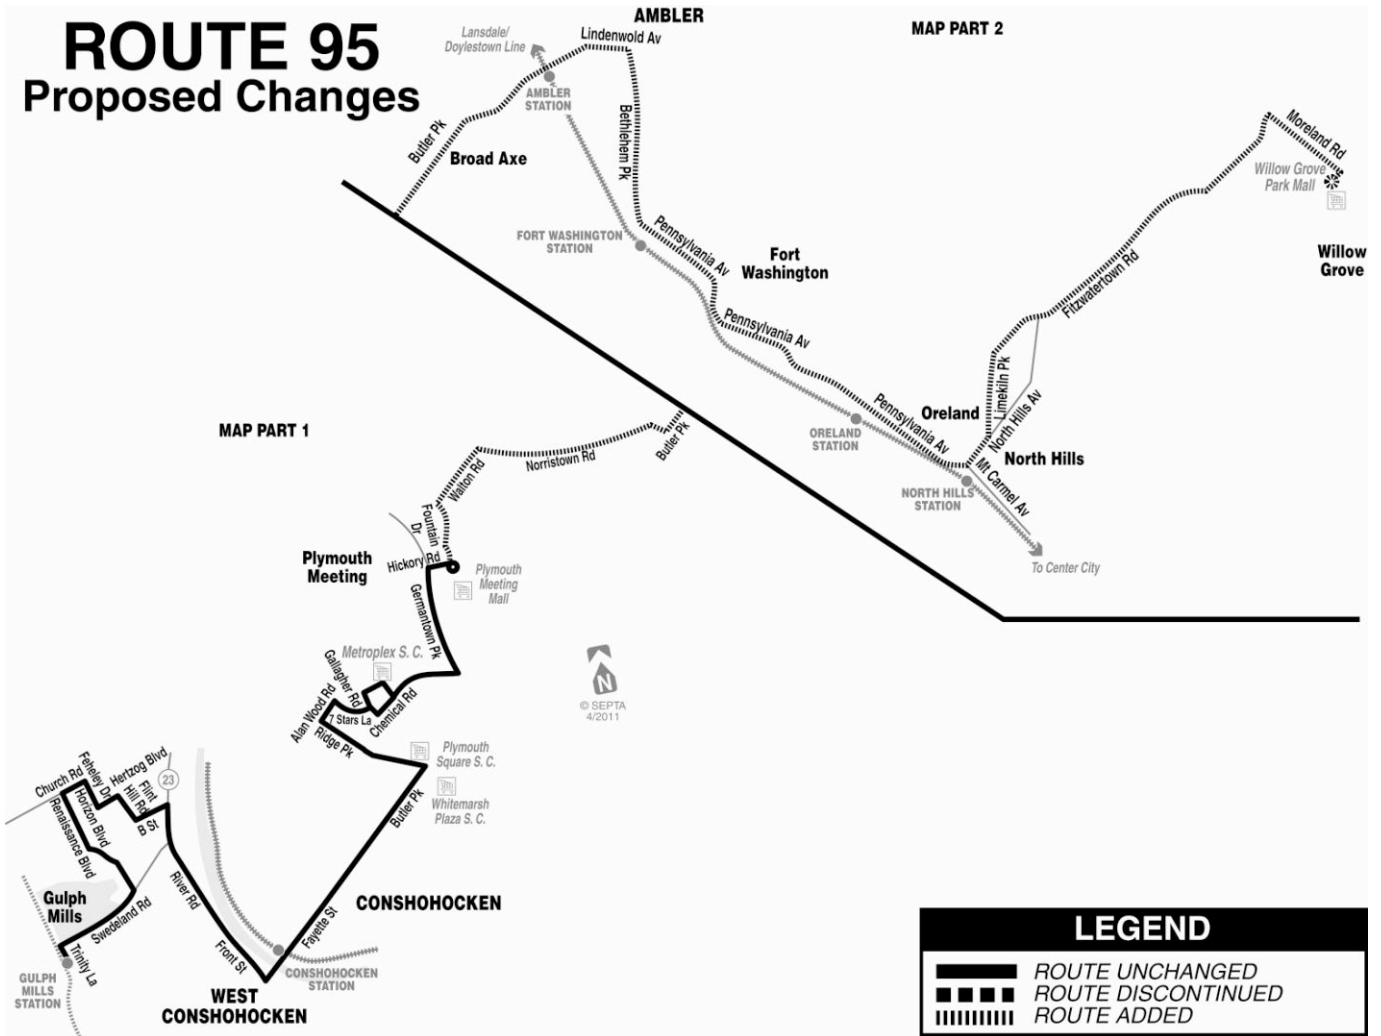 ROUTE 95
Proposed Changes
Lansdale/
Doylestown Line
AMBLER
Lindenwold Av
MAP PART 2
AMBLER
STATION
Butler Pk
Broad Axe
Bethlehem Pk
Moreland Rd
Willow Grove
Park Mall
FORT WASHINGTON
STATION
Pennsylvania Av
Fort
Washington
Willow
Grove
Fitzwatertown Rd
Pennsylvania Av
Limekiln Pk
North Hills Av
Pennsylvania Av
Oreland
ORELAND
STATION
North Hills
Mt Carmel Av
NORTH HILLS
STATION
To Center City
MAP PART 1
Butler Pk
Norristown Rd
Walton Rd
Fountain
Dr
Plymouth
Meeting
Hickory Rd
Plymouth
Meeting
Mall
Germantown Pk
Metroplex S. C.
Gallagher Rd
Alan Wood Rd
7 Stars La
Chemical Rd
Ridge Pk
N
© SEPTA
4/2011
Plymouth
Square S. C.
Whitemarsh
Plaza S. C.
Butler Pk
Church Rd
Feheley Dr
Hertzog Blvd
Flint
Hill Rd
23
B St
Horizon Blvd
Renaissance Blvd
River Rd
Gulph
Mills
Swedeland Rd
Trinity La
GULPH
MILLS
STATION
CONSHOHOCKEN
Fayette St
Front St
CONSHOHOCKEN
STATION
WEST
CONSHOHOCKEN
LEGEND
ROUTE UNCHANGED
ROUTE DISCONTINUED
ROUTE ADDED